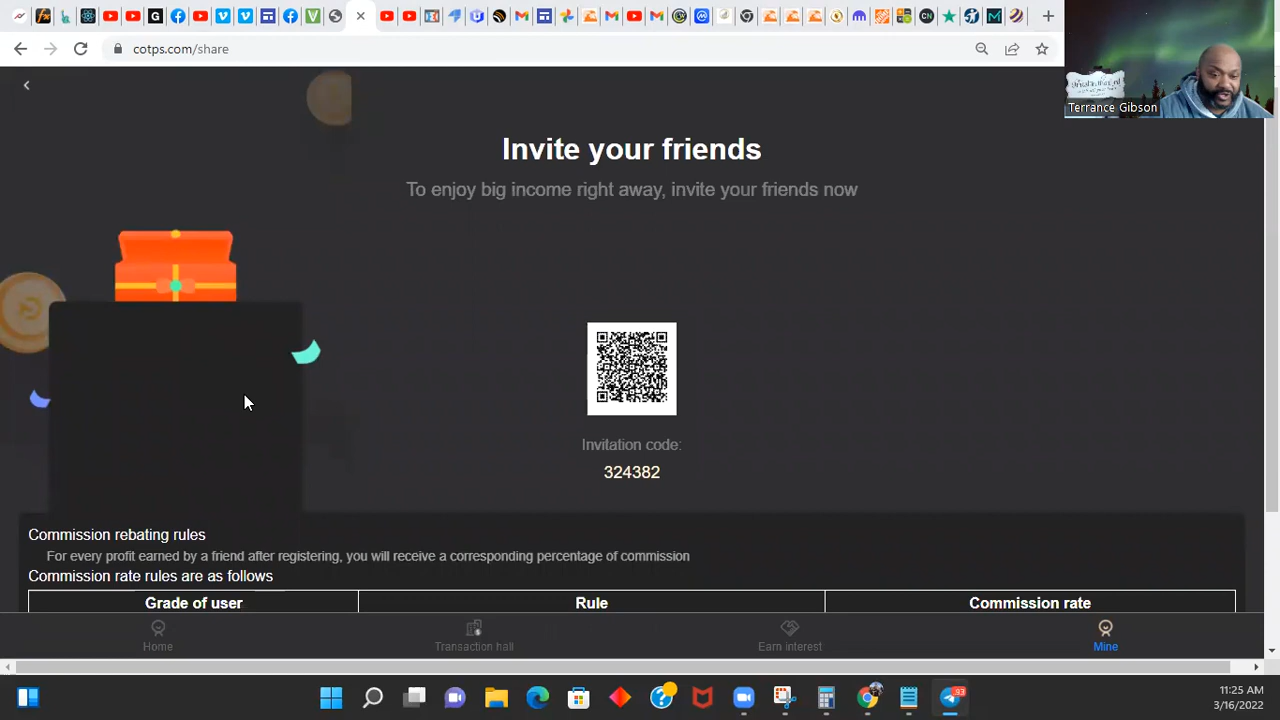 cotps.com/share
Terrance Gibson
Invite your friends
To enjoy big income right away, invite your friends now
Invitation code:
324382
Commission rebating rules
For every profit earned by a friend after registering, you will receive a corresponding percentage of commission
Commission rate rules are as follows
Grade of user Rule Commission rate
Home Transaction hall Earn interest Mine
93
11:25 AM
3/16/2022